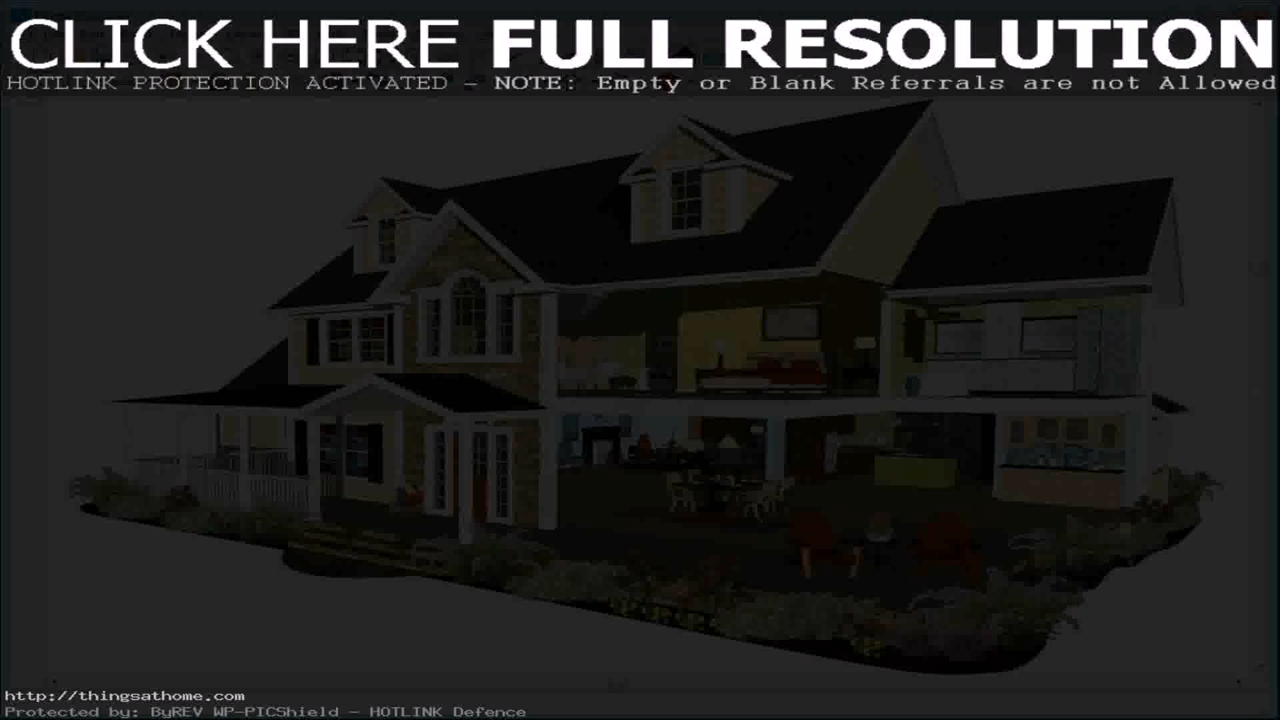 CLICK HERE FULL RESOLUTION
HOTLINK PROTECTION ACTIVATED - NOTE: Empty or Blank Referrals are not Allowed
http://thingsathome.com
Protected by: ByREV WP-PICShield - HOTLINK Defence